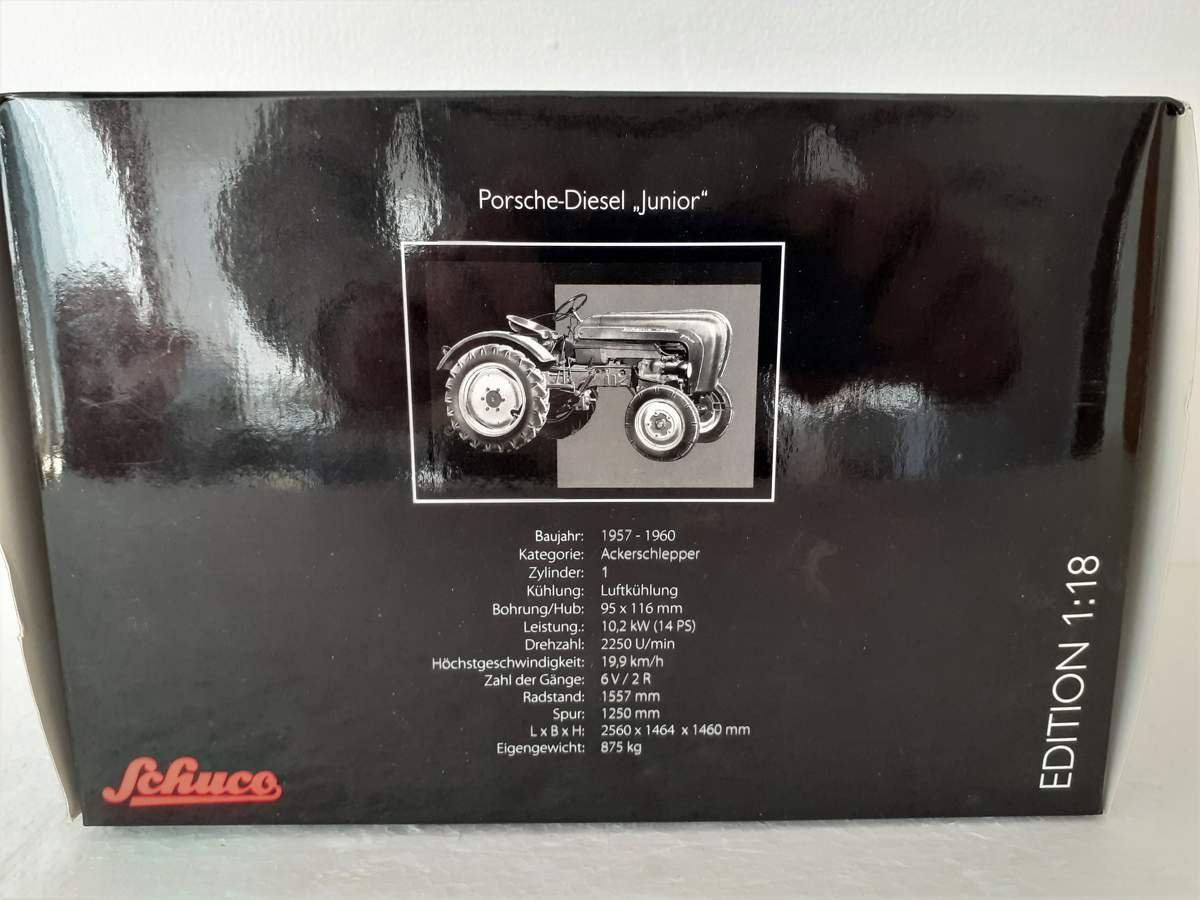 Porsche-Diesel „Junior“
Baujahr: 1957 - 1960
Kategorie: Ackerschlepper
Zylinder: 1
Kühlung: Luftkühlung
Bohrung/Hub: 95 x 116 mm
Leistung.: 10,2 kW (14 PS)
Drehzahl: 2250 U/min
Höchstgeschwindigkeit: 19,9 km/h
Zahl der Gänge: 6 V / 2 R
Radstand: 1557 mm
Spur: 1250 mm
L x B x H: 2560 x 1464 x 1460 mm
Eigengewicht: 875 kg
Schuco
EDITION 1:18